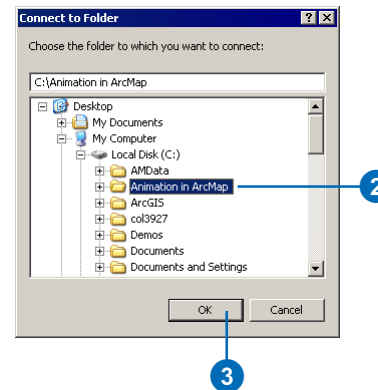 Connect to Folder
Choose the folder to which you want to connect:
C:\Animation in ArcMap
Desktop
My Documents
My Computer
Local Disk (C:)
AMData
Animation in ArcMap
2
ArcGIS
col3927
Demos
Documents
Documents and Settings
OK Cancel
3